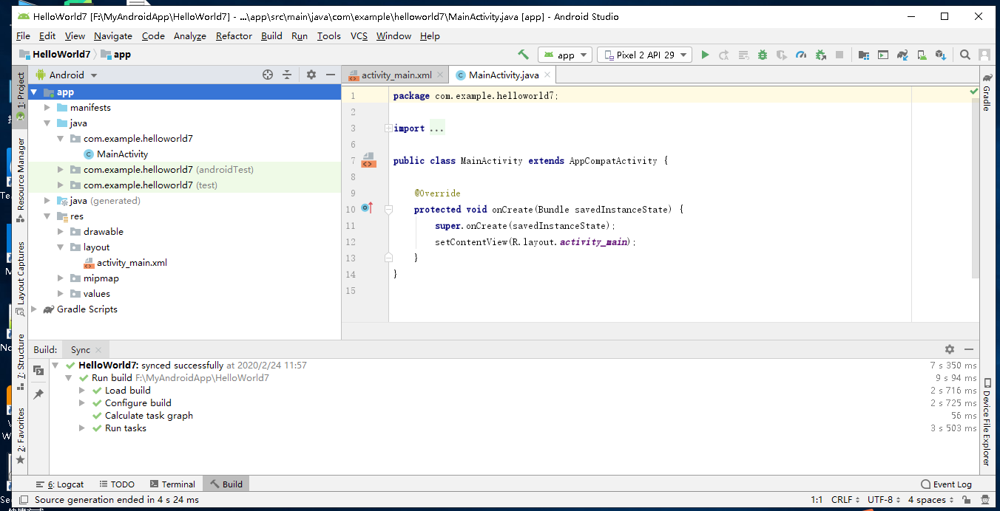 HelloWorld7 [F:\MyAndroidApp\HelloWorld7] - ...\app\src\main\java\com\example\helloworld7\MainActivity.java [app] - Android Studio
File Edit View Navigate Code Analyze Refactor Build Run Tools VCS Window Help
HelloWorld7 app
app Pixel 2 API 29
Android
activity_main.xml MainActivity.java
app
manifests
java
com.example.helloworld7
MainActivity
com.example.helloworld7 (androidTest)
com.example.helloworld7 (test)
java (generated)
res
drawable
layout
activity_main.xml
mipmap
values
Gradle Scripts
1: Project
Resource Manager
Layout Captures
7: Structure
2: Favorites
1 package com.example.helloworld7;
2
3 import ...
6
7 public class MainActivity extends AppCompatActivity {
8
9 @Override
10 protected void onCreate(Bundle savedInstanceState) {
11 super.onCreate(savedInstanceState);
12 setContentView(R.layout.activity_main);
13 }
14 }
15
Gradle
Device File Explorer
Build: Sync
HelloWorld7: synced successfully at 2020/2/24 11:57 7 s 350 ms
Run build F:\MyAndroidApp\HelloWorld7 9 s 94 ms
Load build 2 s 716 ms
Configure build 2 s 725 ms
Calculate task graph 56 ms
Run tasks 3 s 503 ms
6: Logcat TODO Terminal Build Event Log
Source generation ended in 4 s 24 ms 1:1 CRLF UTF-8 4 spaces